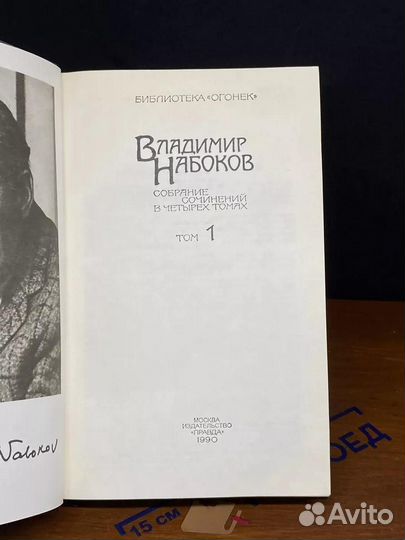 БИБЛИОТЕКА «ОГОНЕК»
ВЛАДИМИР
НАБОКОВ
СОБРАНИЕ
СОЧИНЕНИЙ
В ЧЕТЫРЕХ ТОМАХ
ТОМ 1
МОСКВА
ИЗДАТЕЛЬСТВО
«ПРАВДА»
1990
Nabokov
15 СМ
ОЕД
Avito